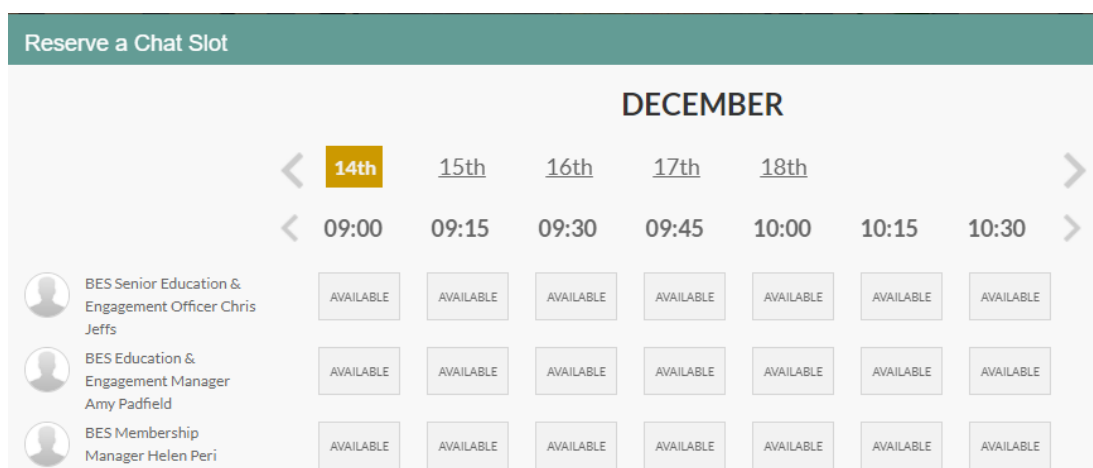 Reserve a Chat Slot
DECEMBER
14th 15th 16th 17th 18th
09:00 09:15 09:30 09:45 10:00 10:15 10:30
BES Senior Education &
Engagement Officer Chris
Jeffs
AVAILABLE AVAILABLE AVAILABLE AVAILABLE AVAILABLE AVAILABLE AVAILABLE
BES Education &
Engagement Manager
Amy Padfield
AVAILABLE AVAILABLE AVAILABLE AVAILABLE AVAILABLE AVAILABLE AVAILABLE
BES Membership
Manager Helen Peri
AVAILABLE AVAILABLE AVAILABLE AVAILABLE AVAILABLE AVAILABLE AVAILABLE